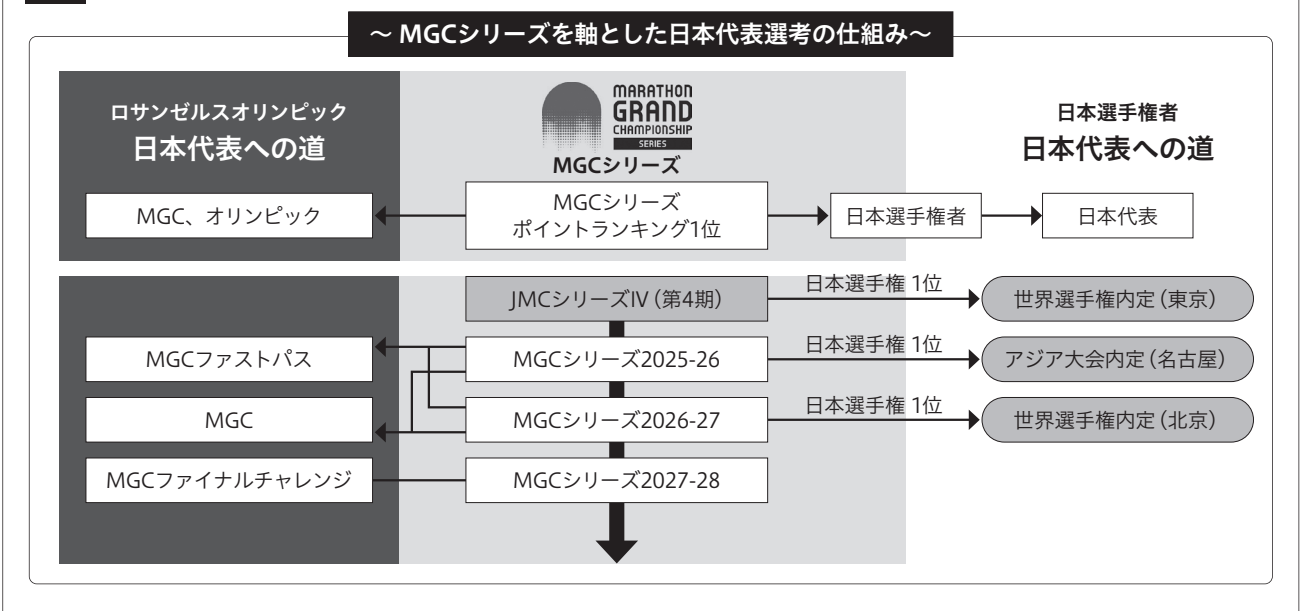 ～ MGCシリーズを軸とした日本代表選考の仕組み～
ロサンゼルスオリンピック
日本代表への道
MARATHON
GRAND
CHAMPIONSHIP
SERIES
MGCシリーズ
日本選手権者
日本代表への道
MGC、オリンピック
MGCシリーズ
ポイントランキング1位
日本選手権者
日本代表
JMCシリーズⅣ（第4期）
日本選手権 1位
世界選手権内定（東京）
MGCファストパス
MGCシリーズ2025-26
日本選手権 1位
アジア大会内定（名古屋）
MGC
MGCシリーズ2026-27
日本選手権 1位
世界選手権内定（北京）
MGCファイナルチャレンジ
MGCシリーズ2027-28